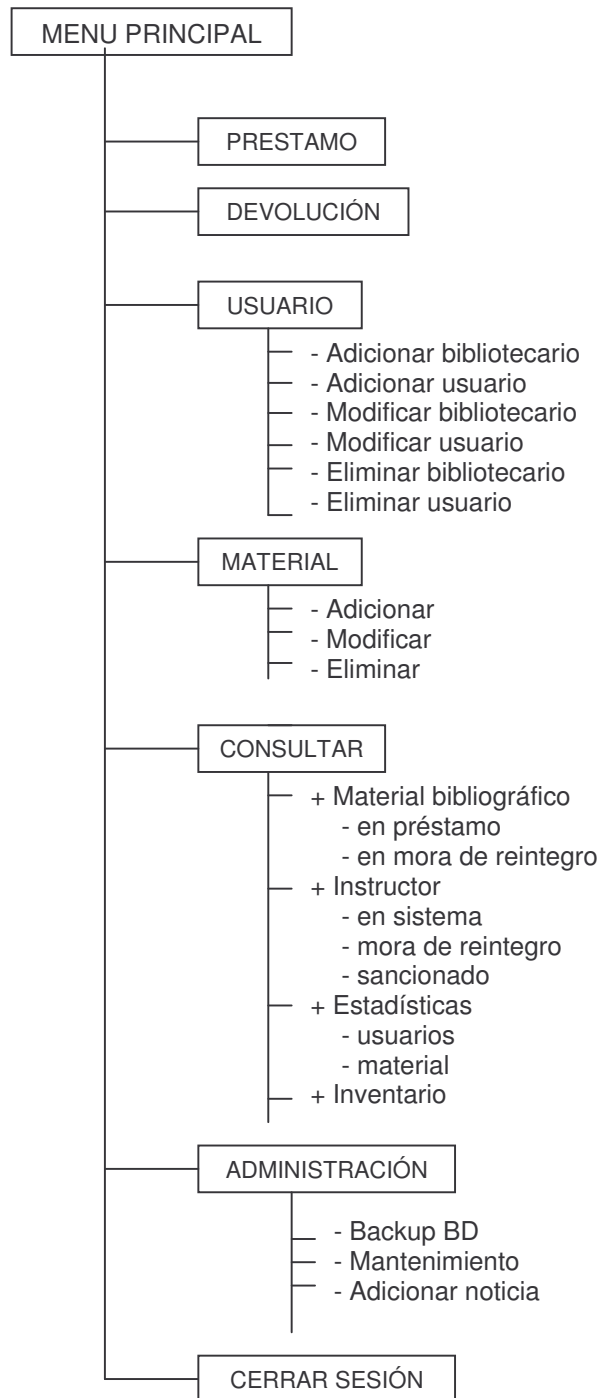 MENU PRINCIPAL
PRESTAMO
DEVOLUCIÓN
USUARIO
- Adicionar bibliotecario
- Adicionar usuario
- Modificar bibliotecario
- Modificar usuario
- Eliminar bibliotecario
- Eliminar usuario
MATERIAL
- Adicionar
- Modificar
- Eliminar
CONSULTAR
+ Material bibliográfico
- en préstamo
- en mora de reintegro
+ Instructor
- en sistema
- mora de reintegro
- sancionado
+ Estadísticas
- usuarios
- material
+ Inventario
ADMINISTRACIÓN
- Backup BD
- Mantenimiento
- Adicionar noticia
CERRAR SESIÓN